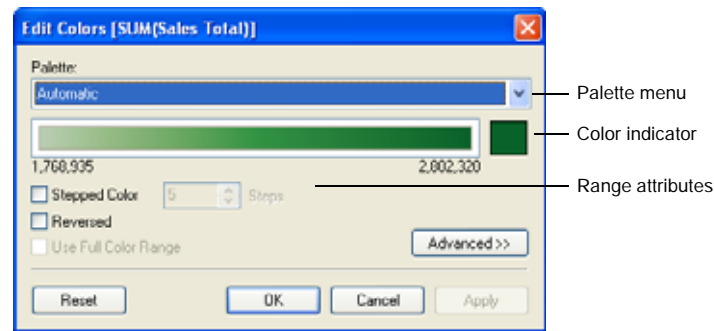 Edit Colors [SUM(Sales Total)]
Palette:
Automatic
Palette menu
Color indicator
1,768,935 2,802,320
Range attributes
Stepped Color 5 Steps
Reversed
Use Full Color Range Advanced >>
Reset OK Cancel Apply